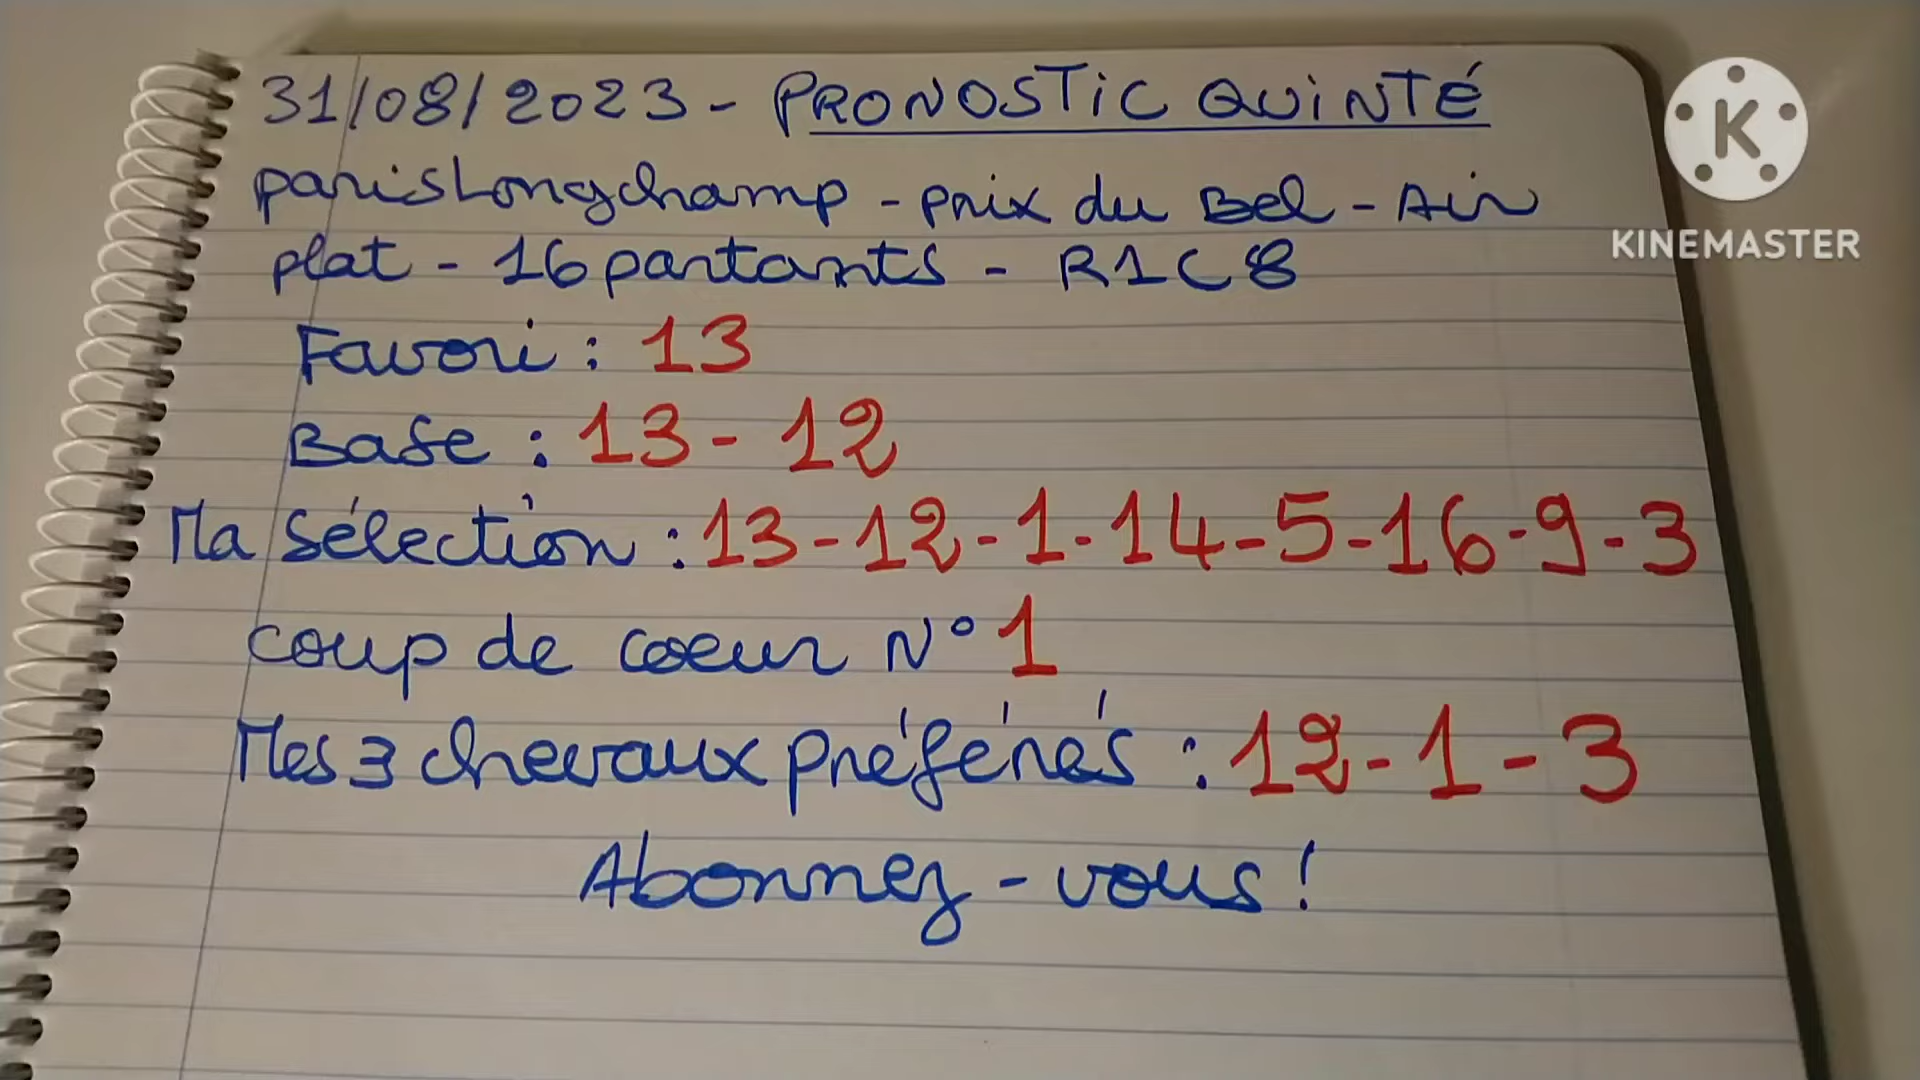 31/08/2023 - PRONOSTIC QUINTÉ
parisLongchamp - prix du Bel - Air
plat - 16 partants - R1C8
Favori : 13
Base : 13 - 12
Ma sélection : 13 - 12 - 1 - 14 - 5 - 16 - 9 - 3
coup de coeur N° 1
Mes 3 chevaux préférés : 12 - 1 - 3
Abonnez - vous !
K
KINEMASTER